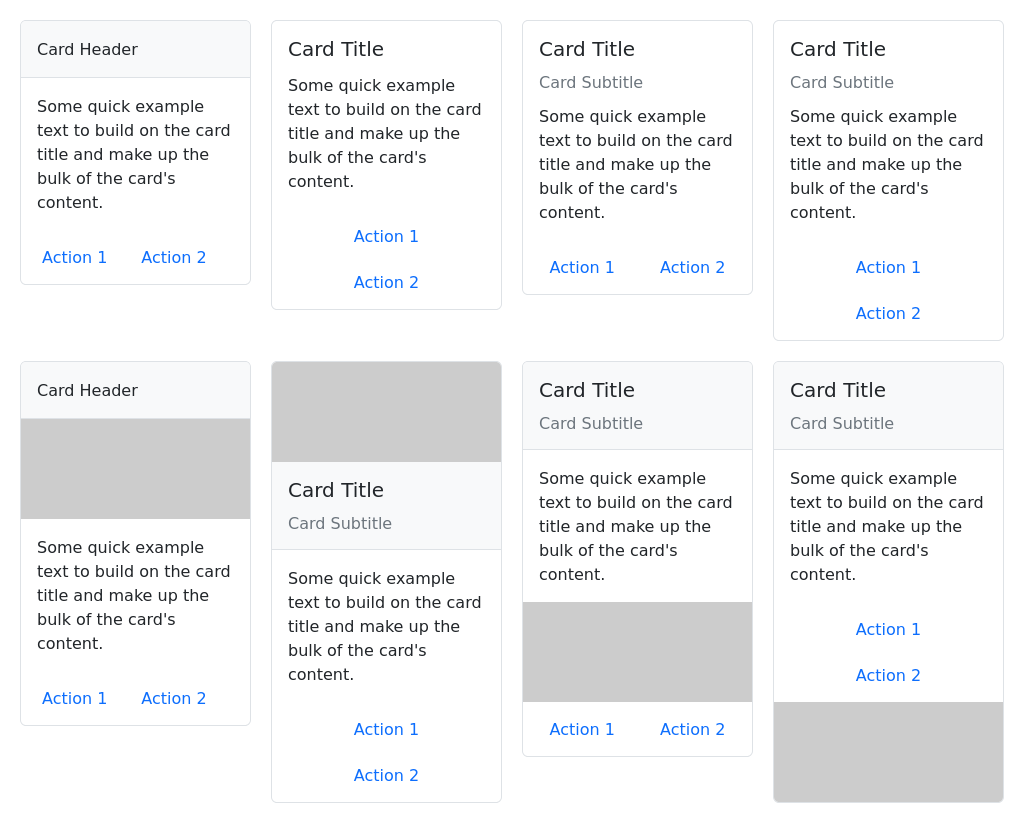 Card Header
Some quick example
text to build on the card
title and make up the
bulk of the card's
content.
Action 1 Action 2
Card Title
Some quick example
text to build on the card
title and make up the
bulk of the card's
content.
Action 1
Action 2
Card Title
Card Subtitle
Some quick example
text to build on the card
title and make up the
bulk of the card's
content.
Action 1 Action 2
Card Title
Card Subtitle
Some quick example
text to build on the card
title and make up the
bulk of the card's
content.
Action 1
Action 2
Card Header
Some quick example
text to build on the card
title and make up the
bulk of the card's
content.
Action 1 Action 2
Card Title
Card Subtitle
Some quick example
text to build on the card
title and make up the
bulk of the card's
content.
Action 1
Action 2
Card Title
Card Subtitle
Some quick example
text to build on the card
title and make up the
bulk of the card's
content.
Action 1 Action 2
Card Title
Card Subtitle
Some quick example
text to build on the card
title and make up the
bulk of the card's
content.
Action 1
Action 2